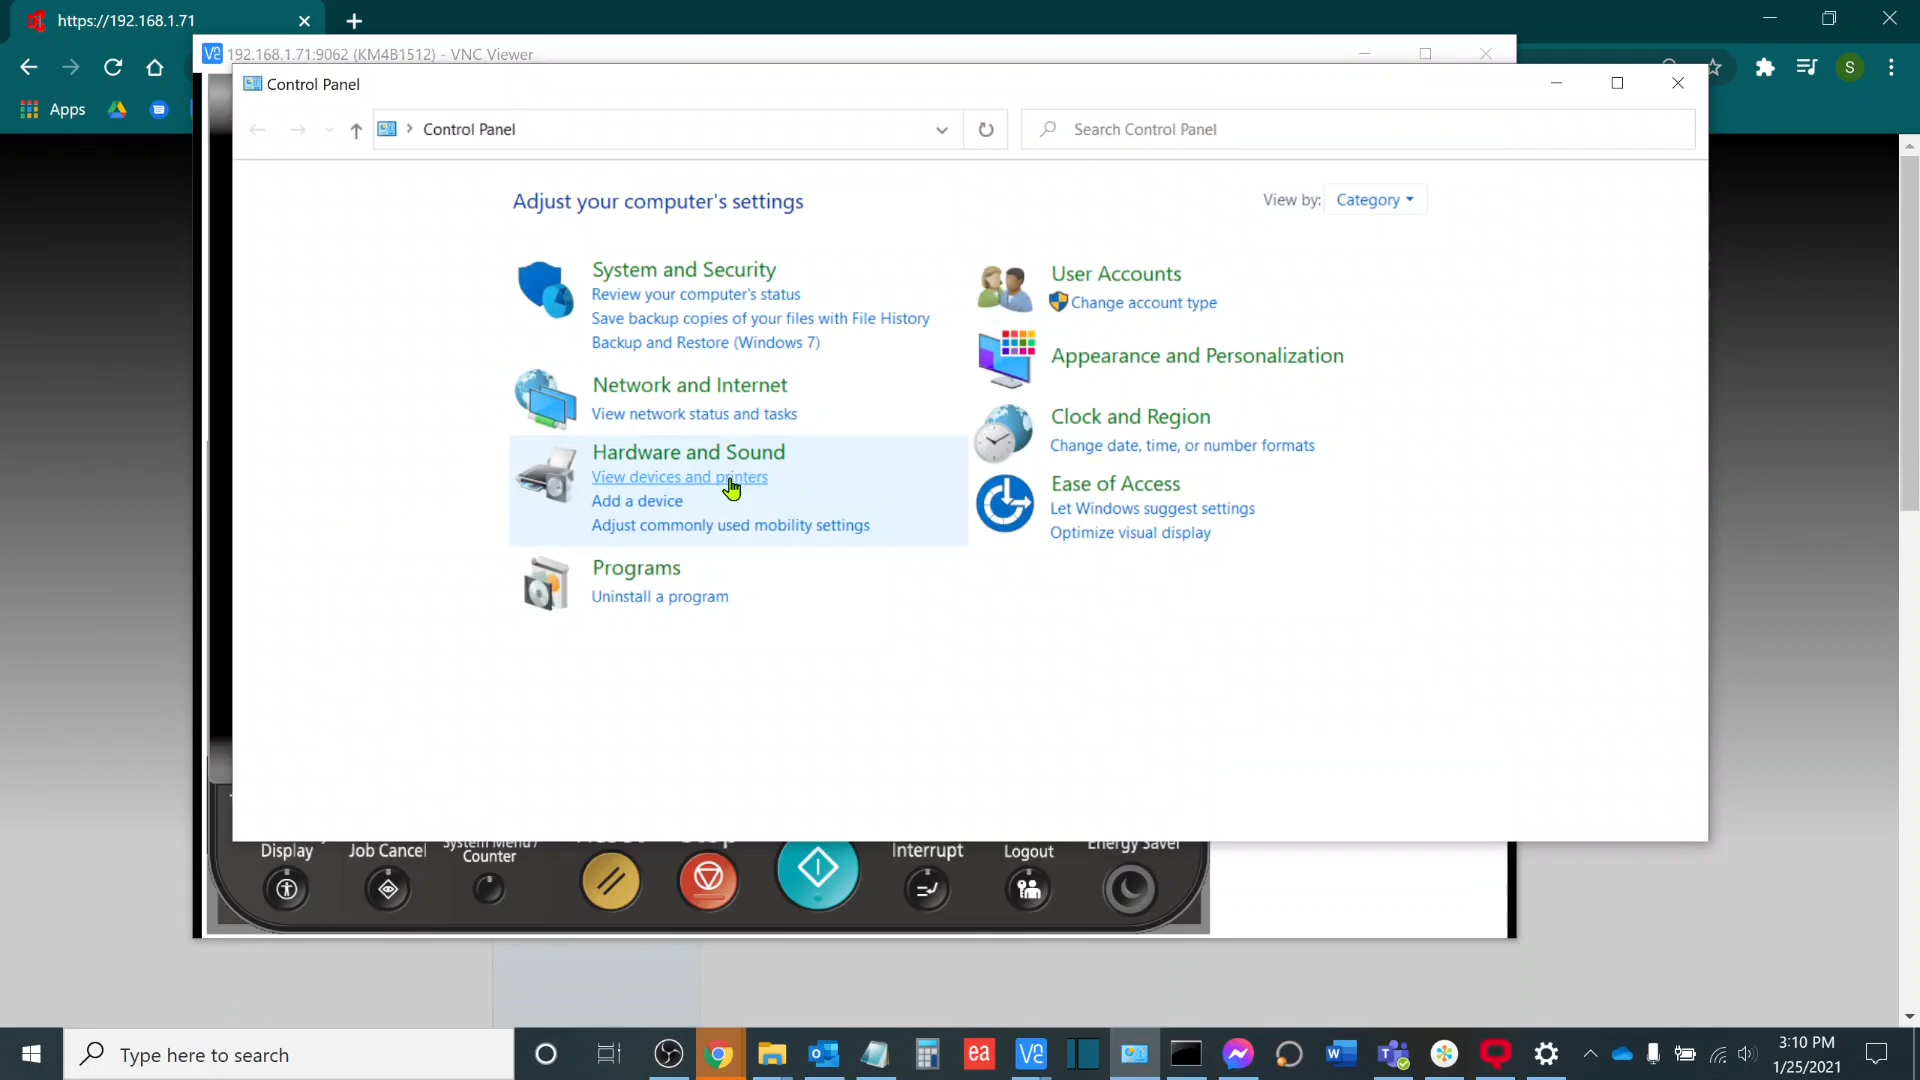 https://192.168.1.71
192.168.1.71:9062 (KM4B1512) - VNC Viewer
Control Panel
Apps
Control Panel
Search Control Panel
S
Adjust your computer's settings
View by: Category
System and Security
Review your computer's status
Save backup copies of your files with File History
Backup and Restore (Windows 7)
Network and Internet
View network status and tasks
Hardware and Sound
View devices and printers
Add a device
Adjust commonly used mobility settings
Programs
Uninstall a program
User Accounts
Change account type
Appearance and Personalization
Clock and Region
Change date, time, or number formats
Ease of Access
Let Windows suggest settings
Optimize visual display
Display
Job Cancel
System Menu /
Counter
Stop
Interrupt
Logout
Energy Saver
Type here to search
ea
3:10 PM
1/25/2021